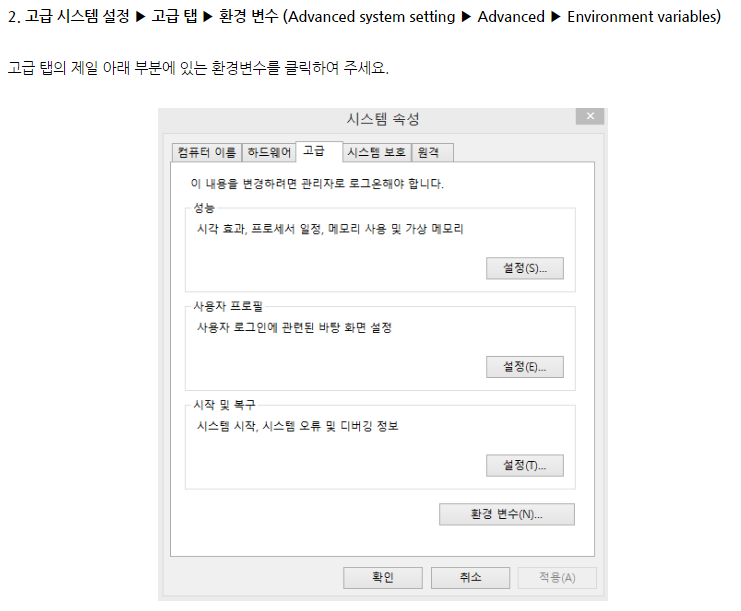 2. 고급 시스템 설정 ▶ 고급 탭 ▶ 환경 변수 (Advanced system setting ▶ Advanced ▶ Environment variables)
고급 탭의 제일 아래 부분에 있는 환경변수를 클릭하여 주세요.
시스템 속성
컴퓨터 이름 하드웨어 고급 시스템 보호 원격
이 내용을 변경하려면 관리자로 로그온해야 합니다.
성능
시각 효과, 프로세서 일정, 메모리 사용 및 가상 메모리
설정(S)...
사용자 프로필
사용자 로그인에 관련된 바탕 화면 설정
설정(E)...
시작 및 복구
시스템 시작, 시스템 오류 및 디버깅 정보
설정(T)...
환경 변수(N)...
확인 취소 적용(A)